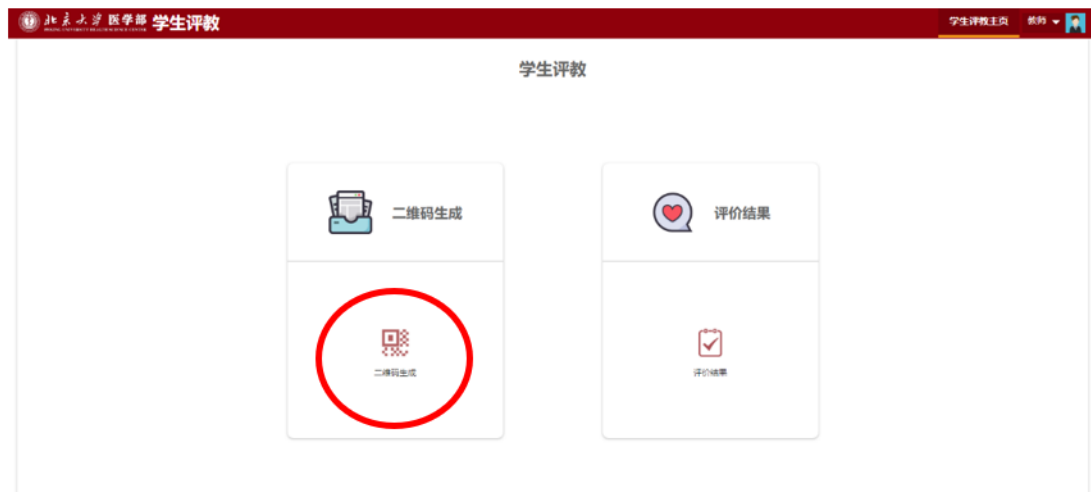 北京大学 医学部 学生评教
学生评教主页 教师
学生评教
二维码生成
评价结果
二维码生成
评价结果